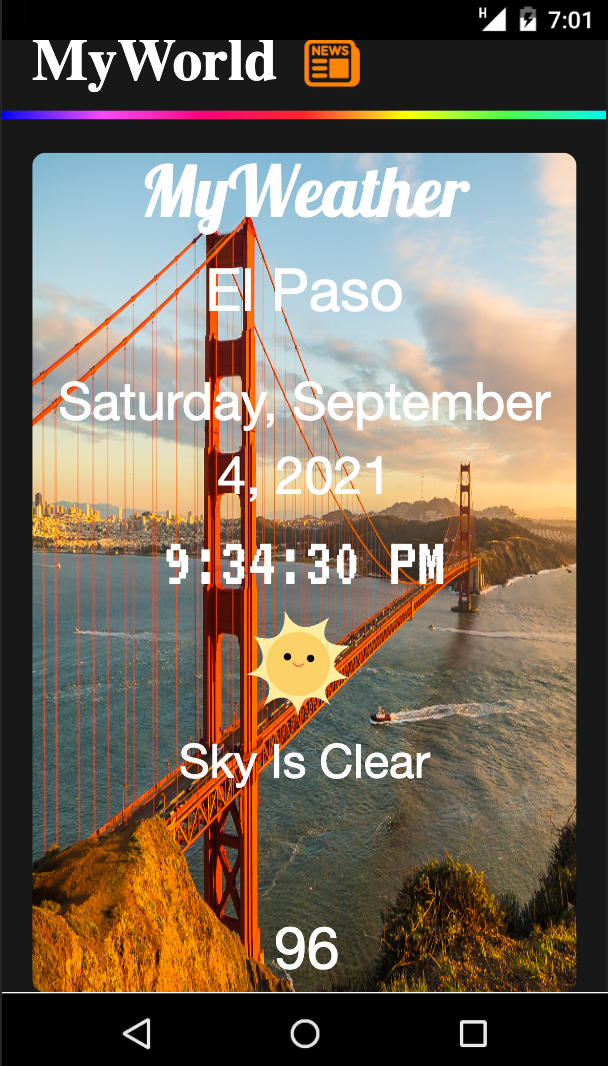 H 7:01
MyWorld NEWS
MyWeather
El Paso
Saturday, September
4, 2021
9:34:30 PM
Sky Is Clear
96